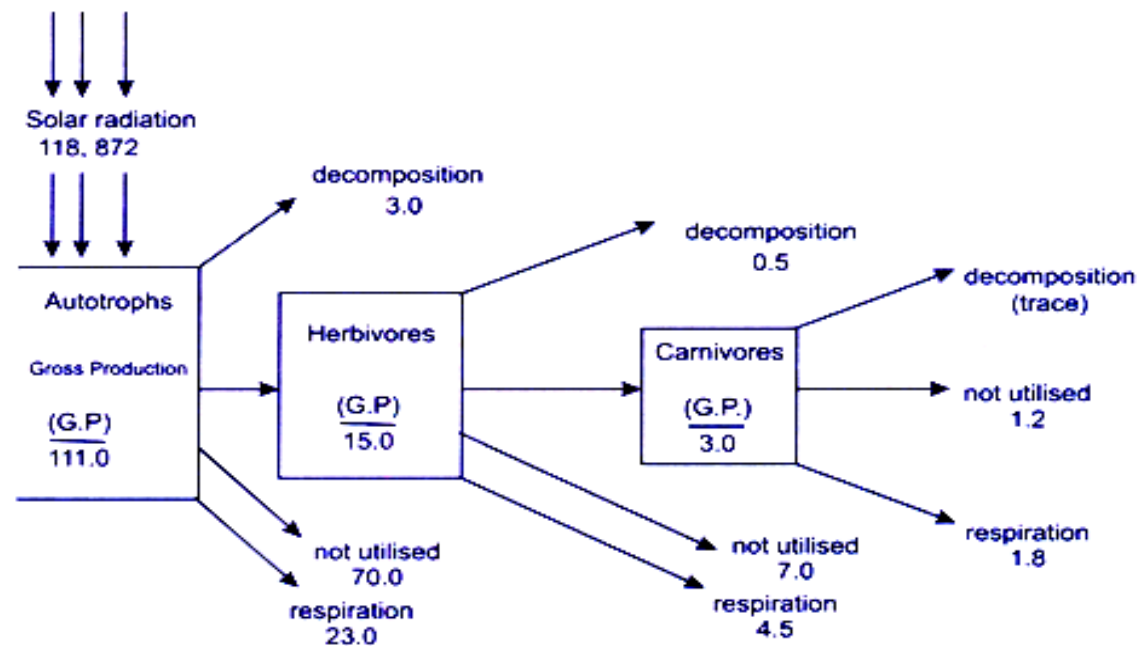 Solar radiation
118, 872
decomposition
3.0
decomposition
0.5
decomposition
(trace)
Autotrophs
Gross Production
(G.P)
111.0
Herbivores
(G.P)
15.0
Carnivores
(G.P.)
3.0
not utilised
1.2
respiration
1.8
not utilised
70.0
respiration
23.0
not utilised
7.0
respiration
4.5